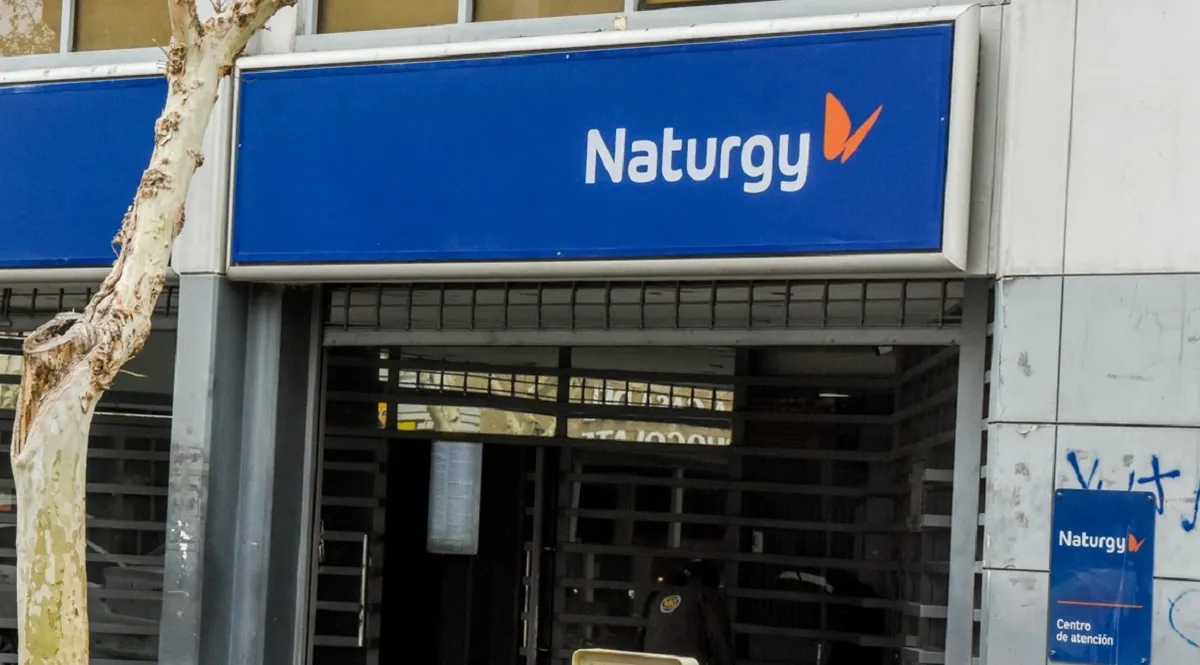 Naturgy
Naturgy
Centro
de atención